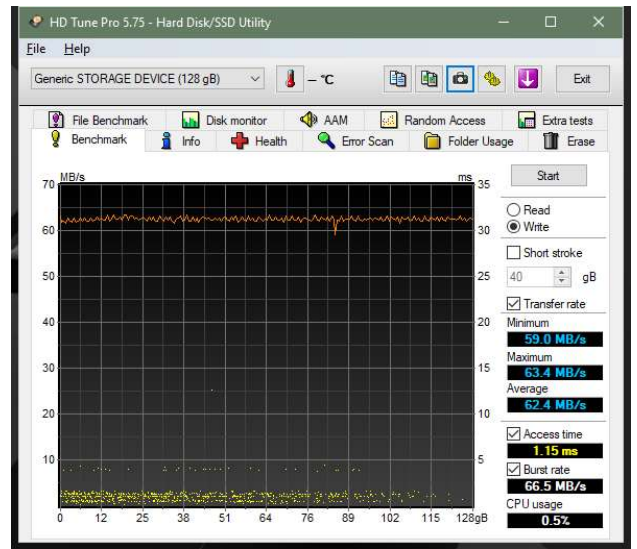 HD Tune Pro 5.75 - Hard Disk/SSD Utility
File Help
Generic STORAGE DEVICE (128 gB) – °C Exit
File Benchmark Disk monitor AAM Random Access Extra tests
Benchmark Info Health Error Scan Folder Usage Erase
MB/s ms
70 35
60 30
50 25
40 20
30 15
20 10
10 5
0 12 25 38 51 64 76 89 102 115 128gB
Start
Read
Write
Short stroke
40 gB
Transfer rate
Minimum
59.0 MB/s
Maximum
63.4 MB/s
Average
62.4 MB/s
Access time
1.15 ms
Burst rate
66.5 MB/s
CPU usage
0.5%